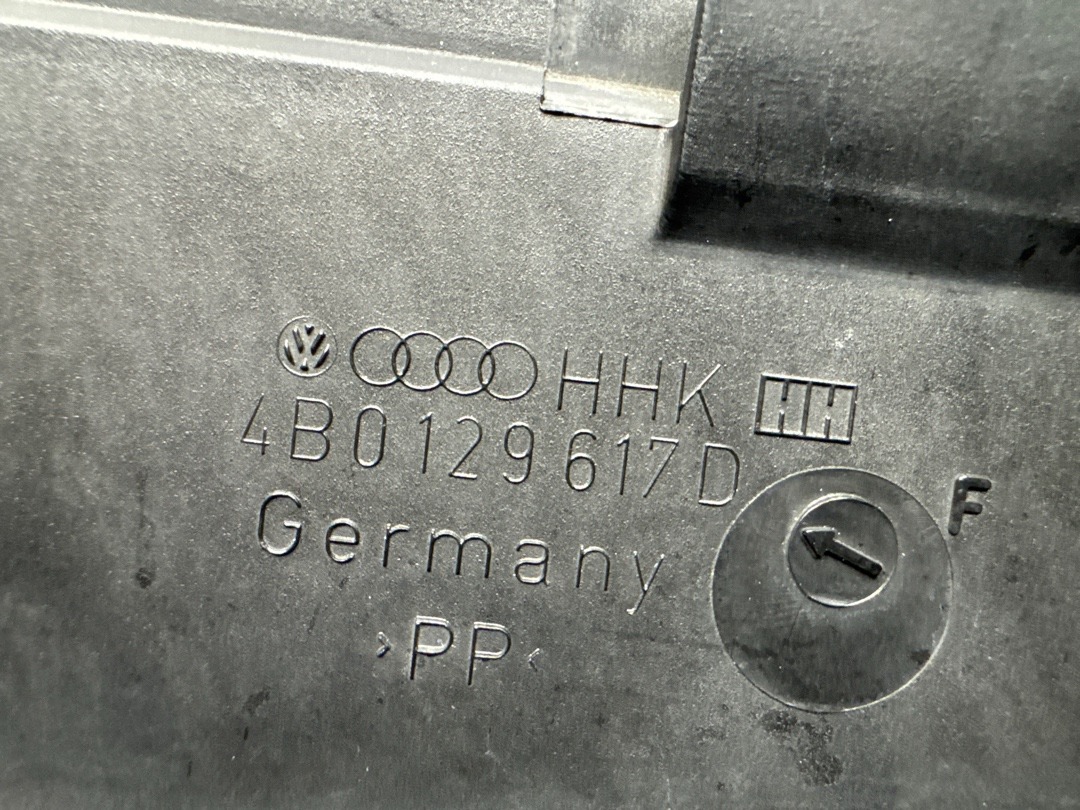 HHK HH
4B0 129 617 D
F
Germany
>PP<